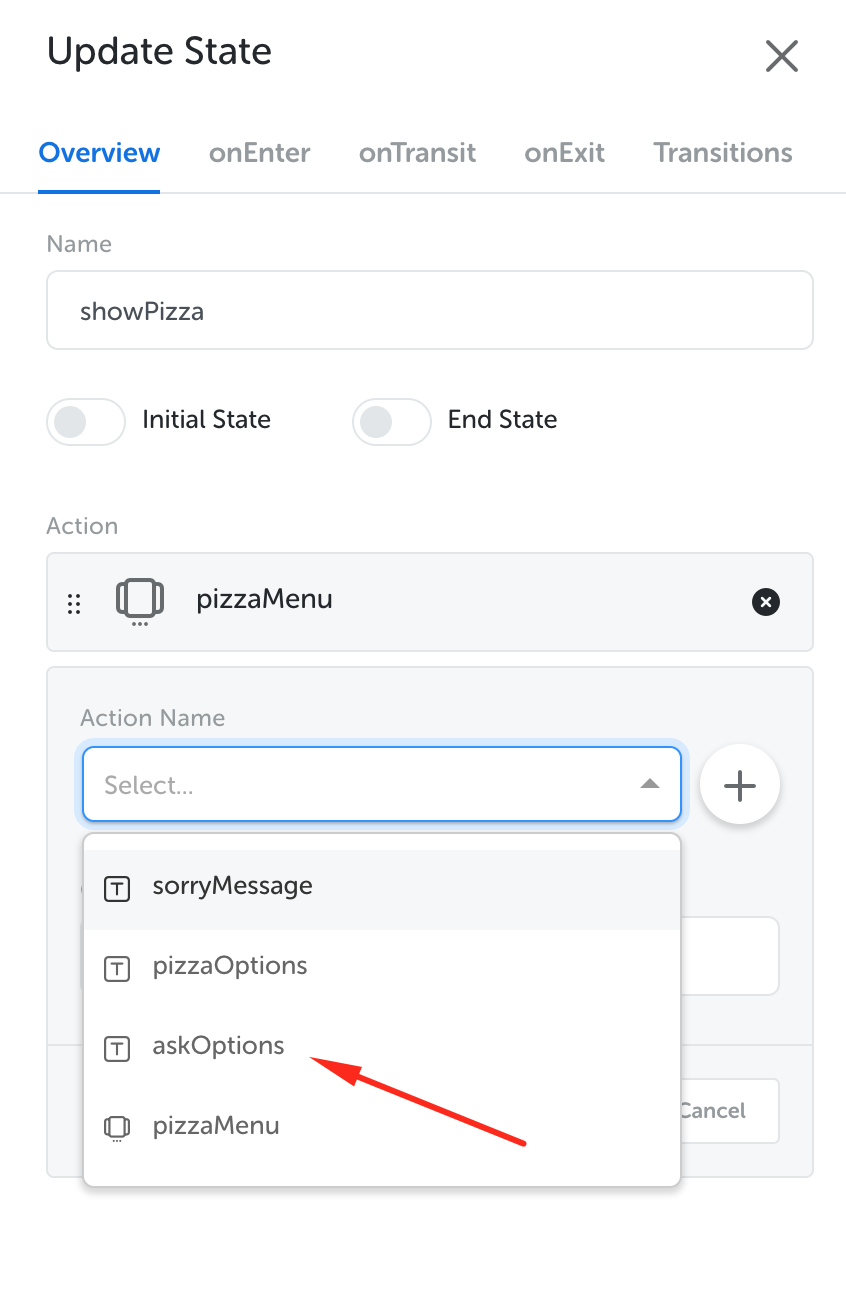 Update State
Overview onEnter onTransit onExit Transitions
Name
showPizza
Initial State End State
Action
pizzaMenu
Action Name
Select...
sorryMessage
pizzaOptions
askOptions
Cancel
pizzaMenu